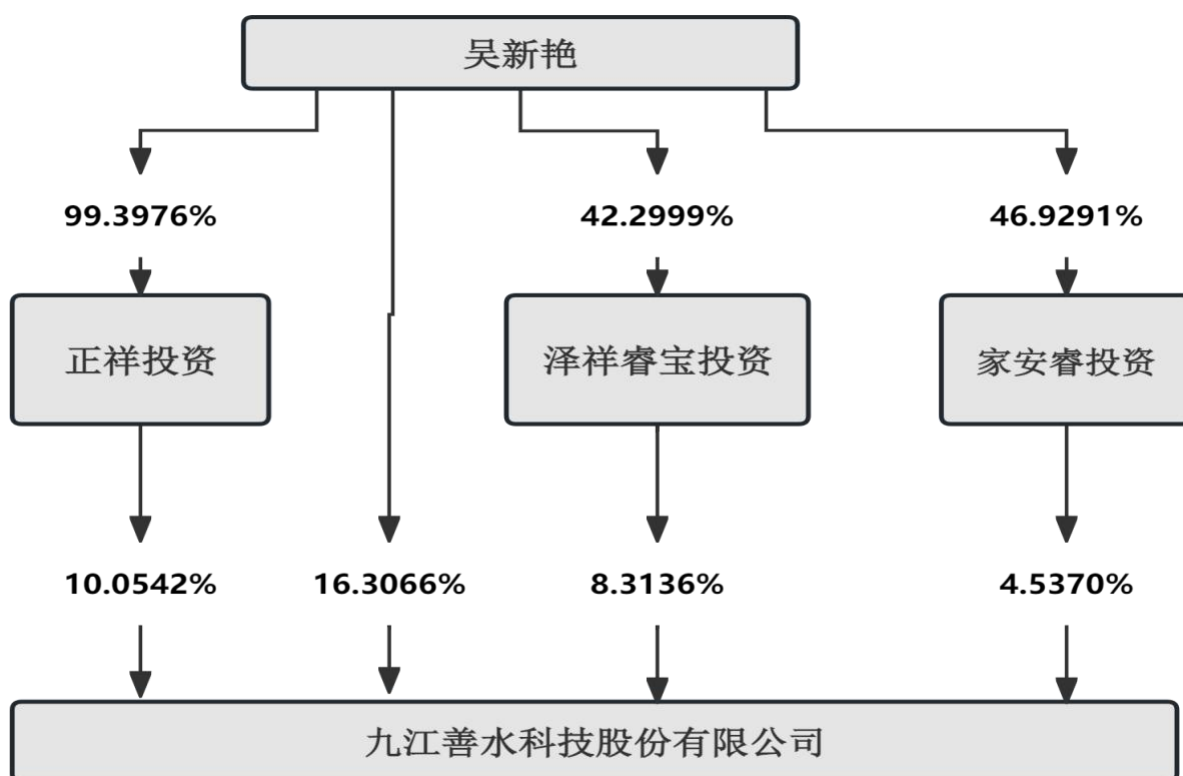 吴新艳
99.3976%
42.2999%
46.9291%
正祥投资
泽祥睿宝投资
家安睿投资
10.0542%
16.3066%
8.3136%
4.5370%
九江善水科技股份有限公司